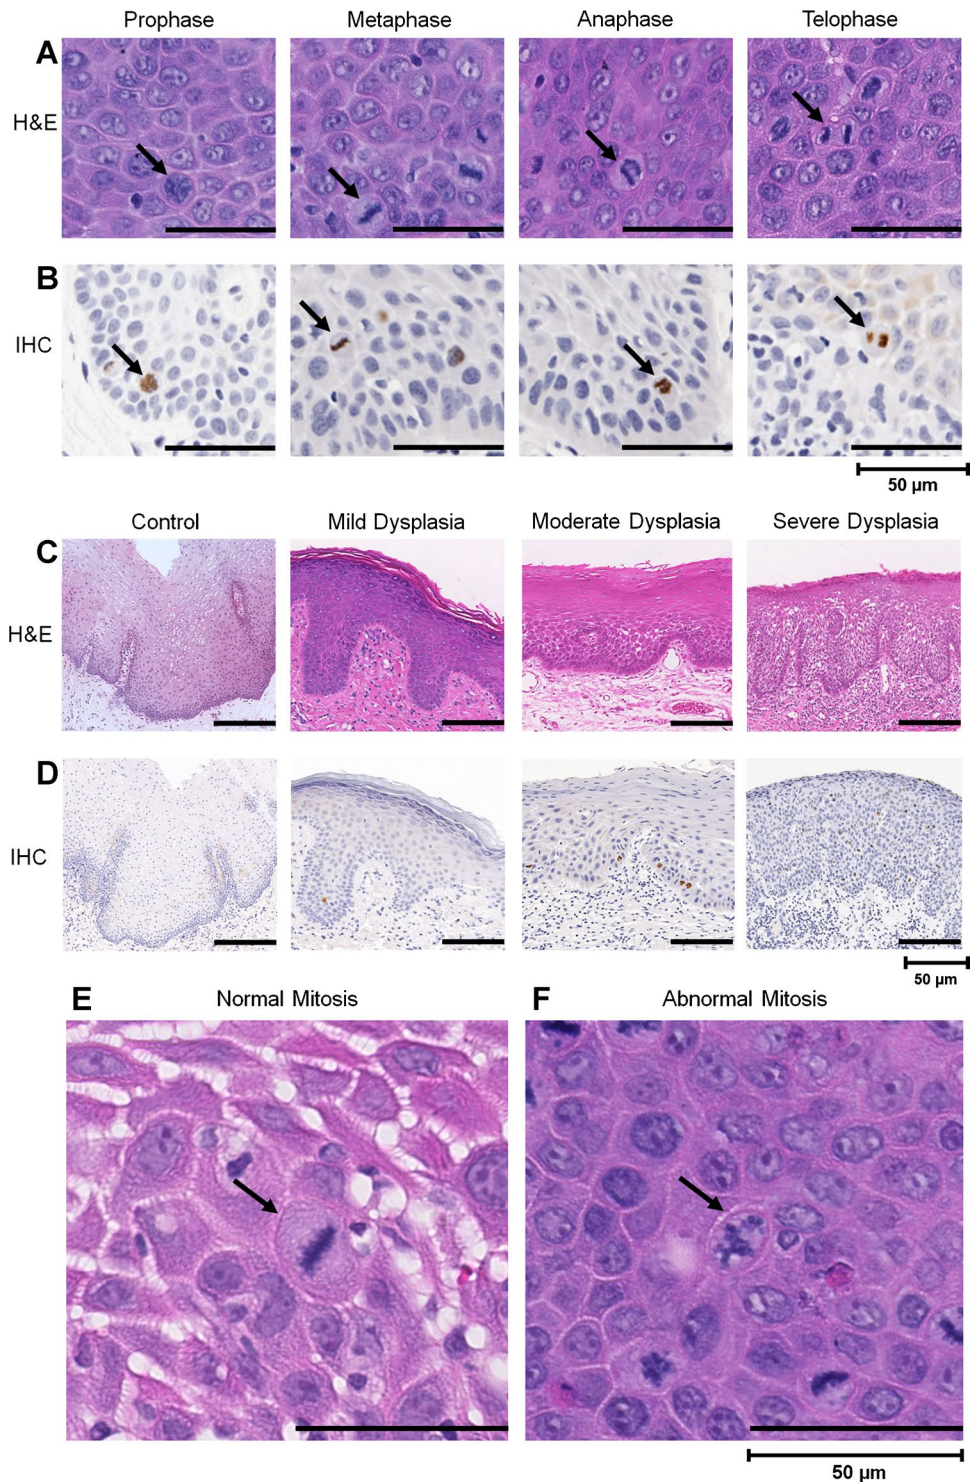 Prophase Metaphase Anaphase Telophase
A
H&E
B
IHC
50 µm
Control Mild Dysplasia Moderate Dysplasia Severe Dysplasia
C
H&E
D
IHC
50 µm
E Normal Mitosis F Abnormal Mitosis
50 µm